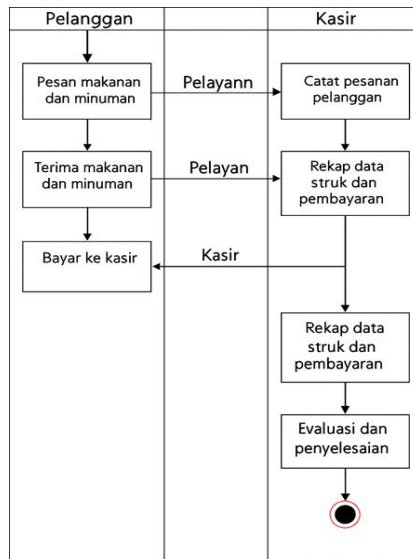 Pelanggan
Kasir
Pesan makanan
dan minuman
Pelayann
Catat pesanan
pelanggan
Terima makanan
dan minuman
Pelayan
Rekap data
struk dan
pembayaran
Bayar ke kasir
Kasir
Rekap data
struk dan
pembayaran
Evaluasi dan
penyelesaian